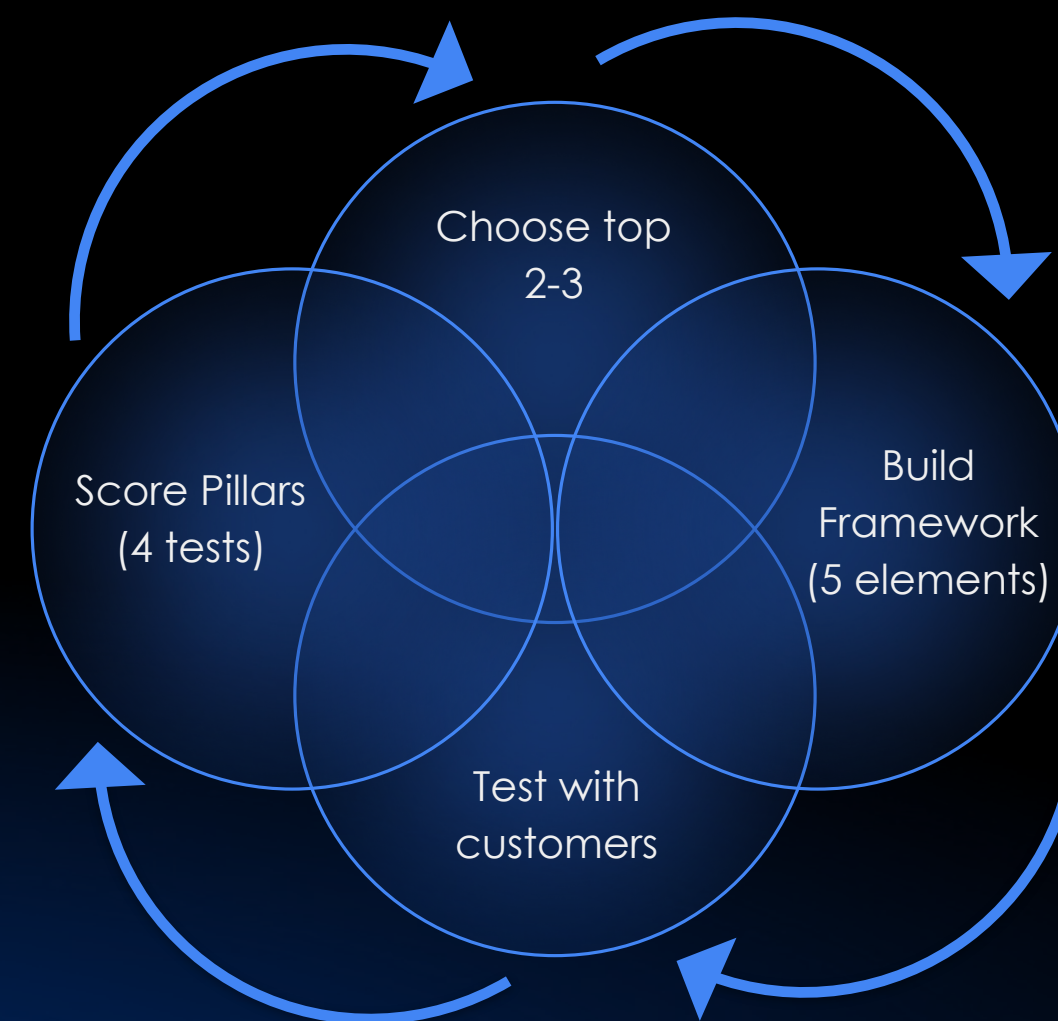 Choose top
2-3
Score Pillars
(4 tests)
Build
Framework
(5 elements)
Test with
customers